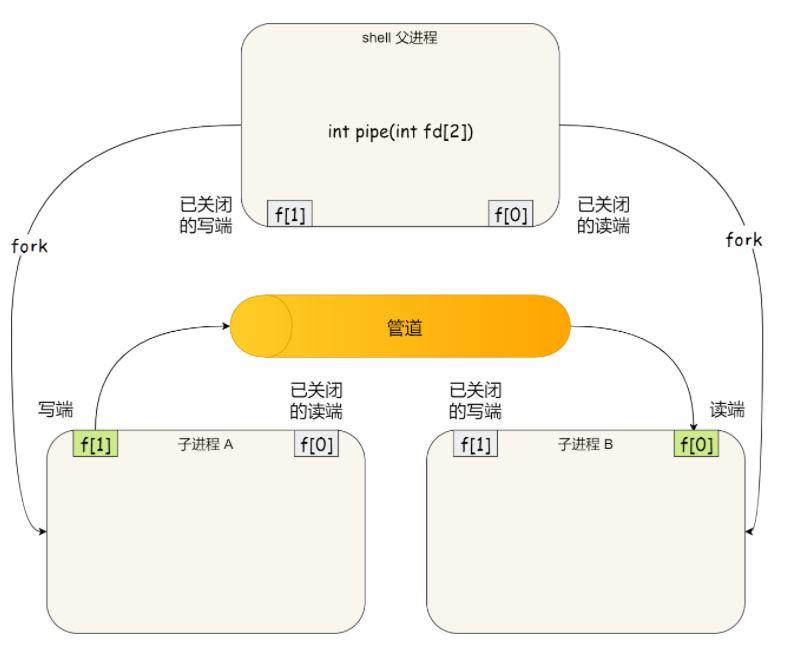 shell 父进程
int pipe(int fd[2])
已关闭
的写端
f[1]
f[0]
已关闭
的读端
fork
fork
管道
写端
已关闭
的读端
已关闭
的写端
读端
f[1]
子进程 A
f[0]
f[1]
子进程 B
f[0]